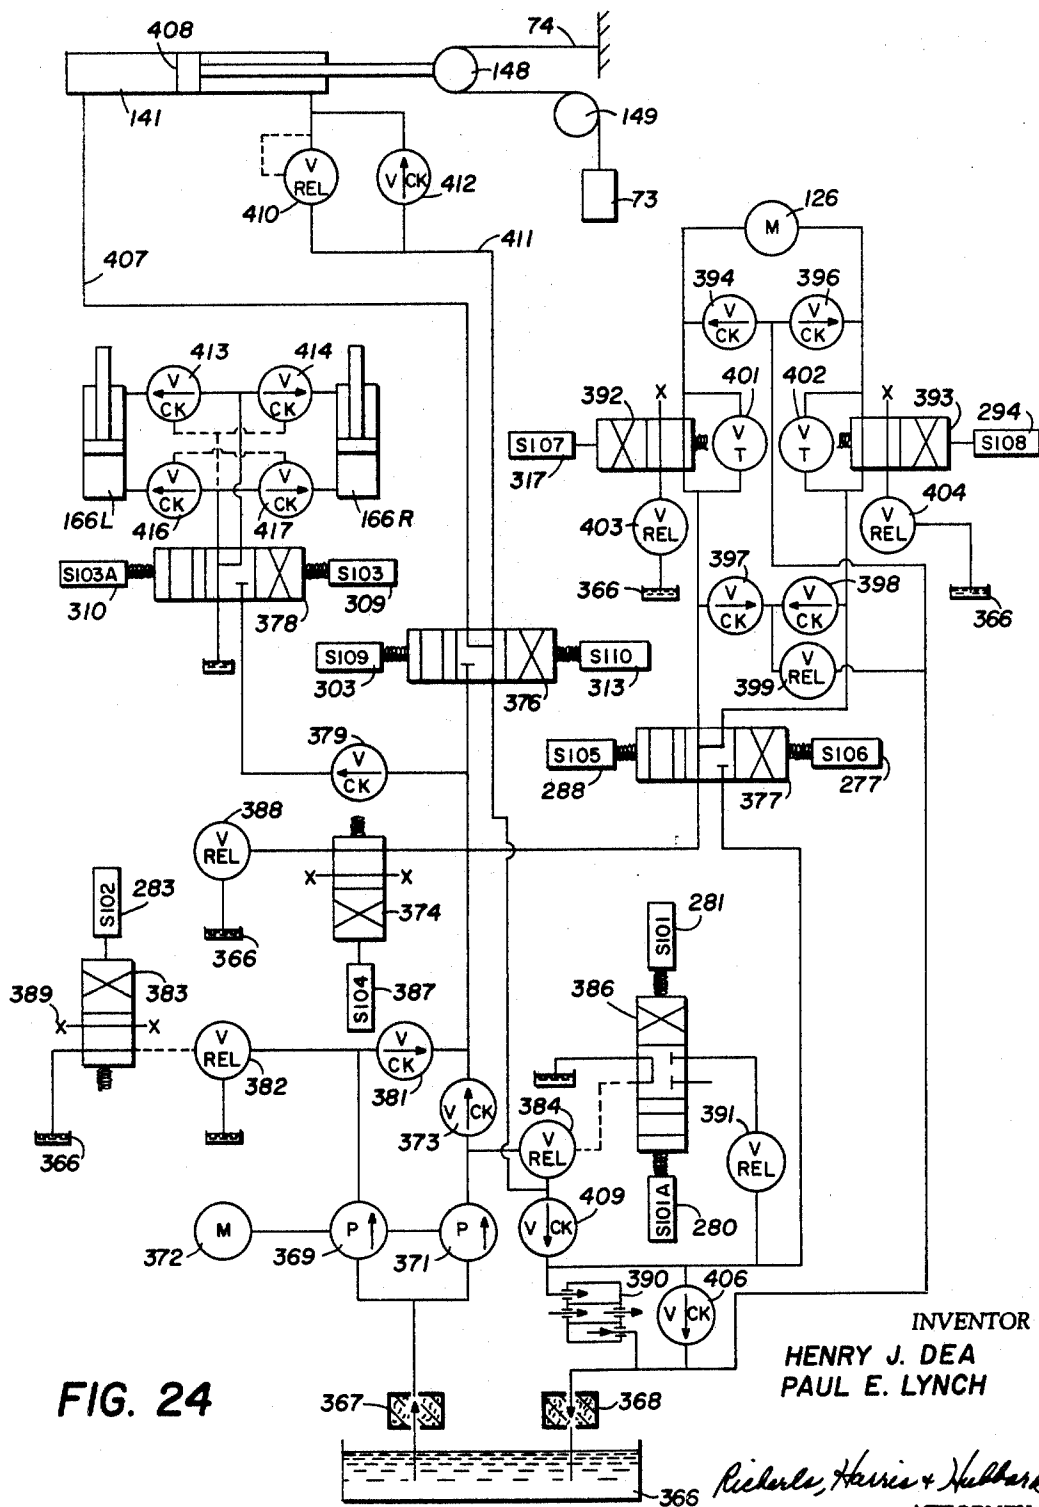 408
74
148
141
149
V
REL
V CK
412
410
73
126
M
411
407
394
396
V
CK
V
CK
413
414
V
CK
V
CK
401
402
392
X
X
393
294
S107
V
T
V
T
S108
317
V
CK
V
CK
404
166L
416
417
166R
403
V
REL
V
REL
397
398
S103A
S103
366
366
310
378
309
V
CK
V
CK
S109
S110
399
V
REL
303
376
313
379
S105
S106
V
CK
288
377
277
388
V
REL
283
X X
281
S102
374
S101
366
389
383
387
386
X X
S104
V
REL
V
CK
382
381
384
391
366
373
V CK
V
REL
V
REL
409
S101A
M
P
P
V CK
280
372
369
371
390
406
V CK
INVENTOR
HENRY J. DEA
PAUL E. LYNCH
FIG. 24
367
368
366
Richards, Harris & Hubbard